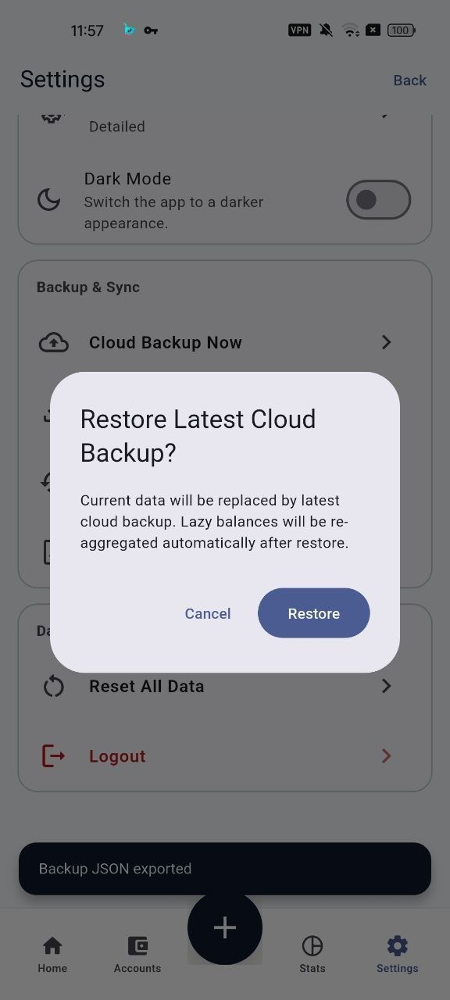 11:57
VPN
100
Settings
Back
Detailed
Dark Mode
Switch the app to a darker
appearance.
Backup & Sync
Cloud Backup Now
Restore Latest Cloud
Backup?
Current data will be replaced by latest
cloud backup. Lazy balances will be re-
aggregated automatically after restore.
Cancel
Restore
Da
Reset All Data
Logout
Backup JSON exported
Home
Accounts
Stats
Settings